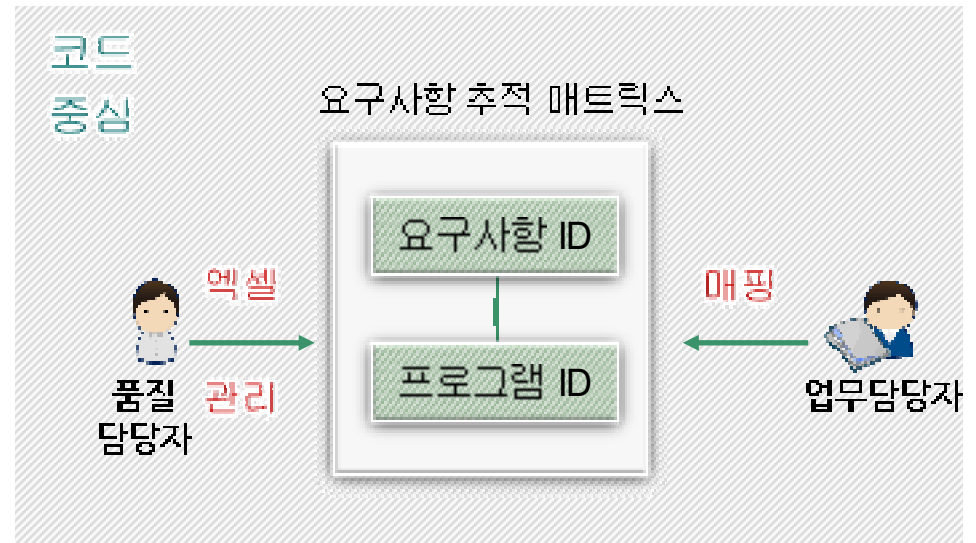 코드
중심
요구사항 추적 매트릭스
요구사항 ID
엑셀
매핑
프로그램 ID
관리
품질
담당자
업무담당자